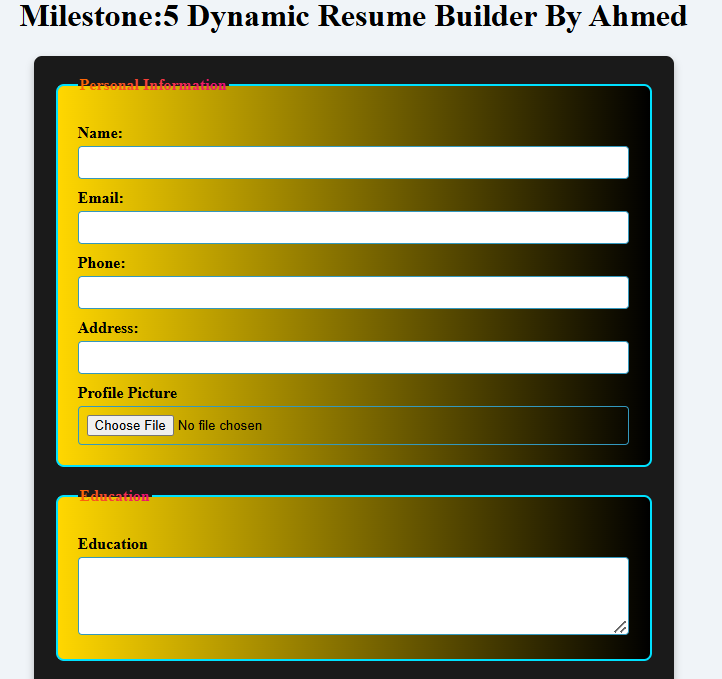 Milestone:5 Dynamic Resume Builder By Ahmed
Personal Information
Name:
Email:
Phone:
Address:
Profile Picture
Choose File No file chosen
Education
Education